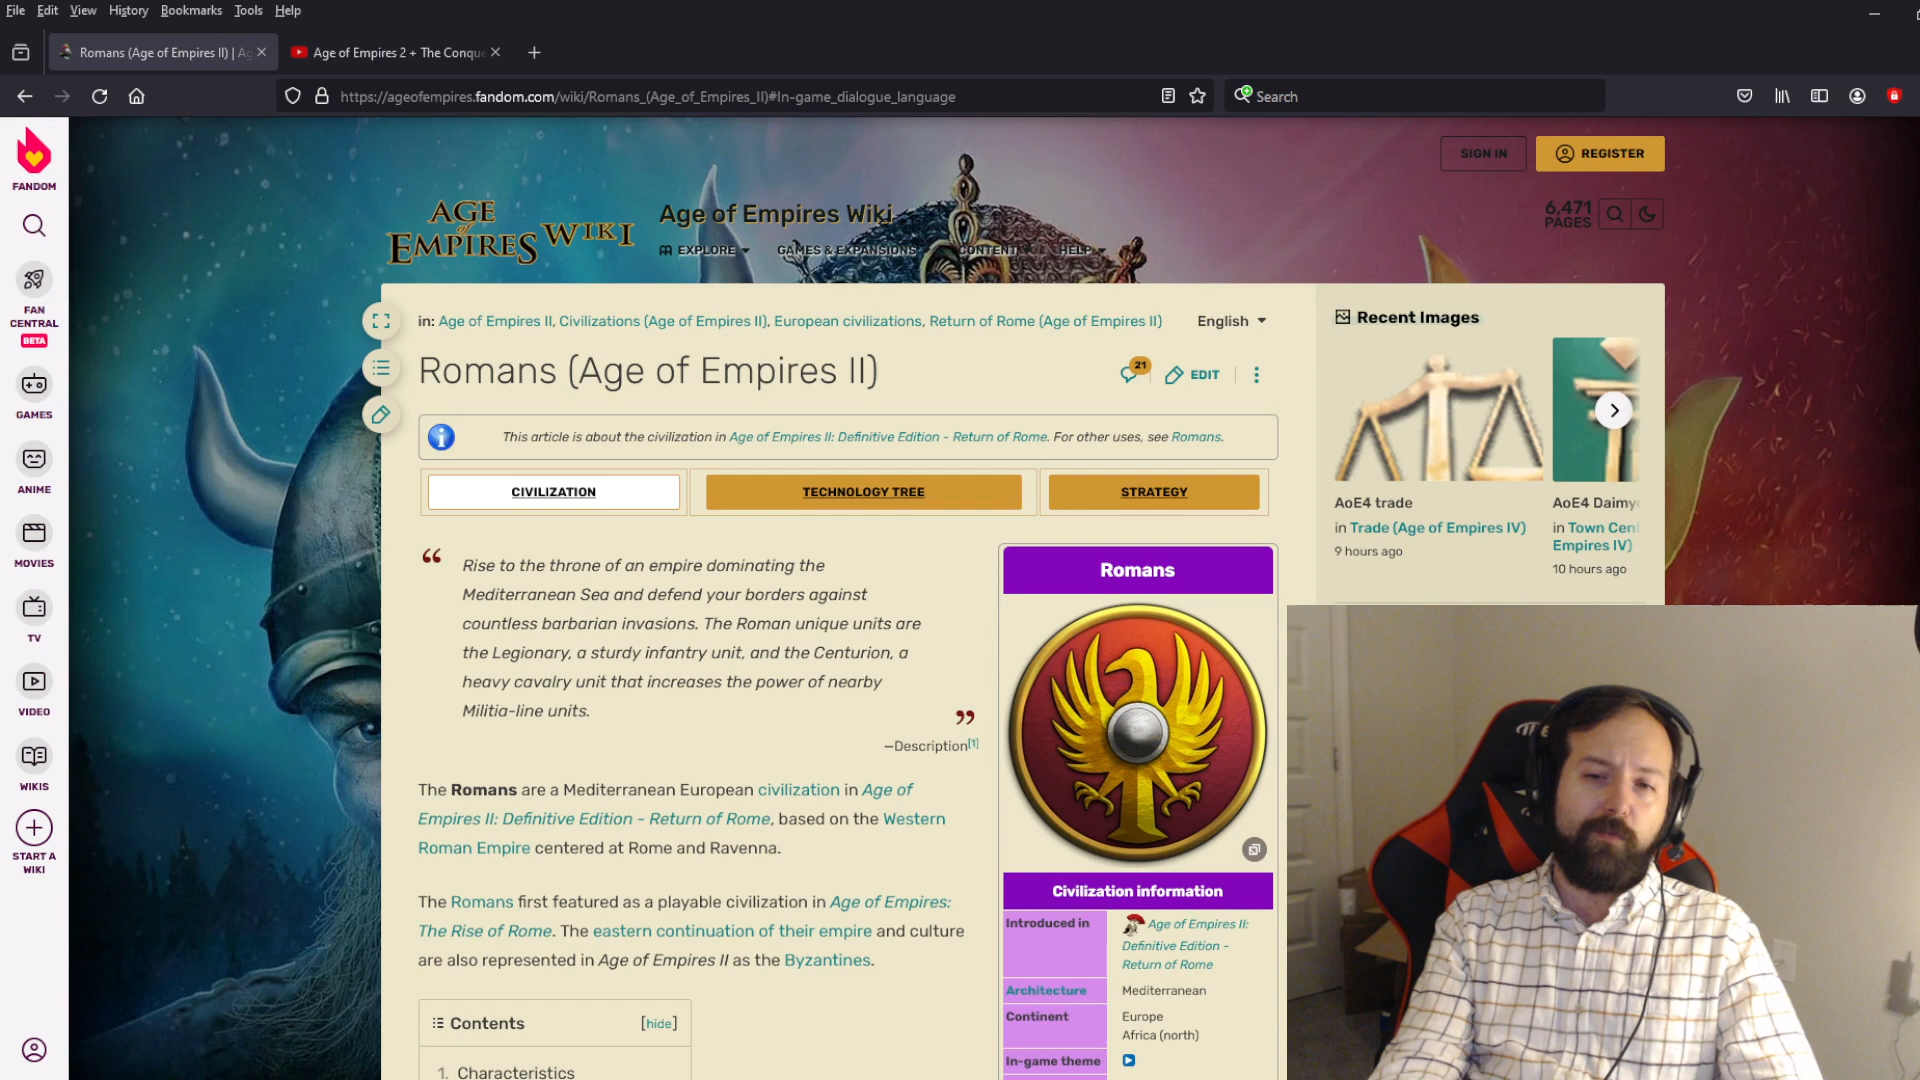 File Edit View History Bookmarks Tools Help
Romans (Age of Empires II) | Ag
Age of Empires 2 + The Conque
https://ageofempires.fandom.com/wiki/Romans_(Age_of_Empires_II)#In-game_dialogue_language
Search
FANDOM
FAN CENTRAL
BETA
GAMES
ANIME
MOVIES
TV
VIDEO
WIKIS
START A WIKI
SIGN IN
REGISTER
AGE of EMPIRES WIKI
Age of Empires Wiki
6,471 PAGES
EXPLORE GAMES & EXPANSIONS CONTENT HELP
in: Age of Empires II, Civilizations (Age of Empires II), European civilizations, Return of Rome (Age of Empires II)
English
Romans (Age of Empires II)
21
EDIT
This article is about the civilization in Age of Empires II: Definitive Edition - Return of Rome. For other uses, see Romans.
CIVILIZATION
TECHNOLOGY TREE
STRATEGY
“ Rise to the throne of an empire dominating the
Mediterranean Sea and defend your borders against
countless barbarian invasions. The Roman unique units are
the Legionary, a sturdy infantry unit, and the Centurion, a
heavy cavalry unit that increases the power of nearby
Militia-line units. ”
—Description[1]
The Romans are a Mediterranean European civilization in Age of
Empires II: Definitive Edition - Return of Rome, based on the Western
Roman Empire centered at Rome and Ravenna.
The Romans first featured as a playable civilization in Age of Empires:
The Rise of Rome. The eastern continuation of their empire and culture
are also represented in Age of Empires II as the Byzantines.
Contents [hide]
1. Characteristics
Romans
Civilization information
Introduced in
Age of Empires II:
Definitive Edition -
Return of Rome
Architecture Mediterranean
Continent Europe
Africa (north)
In-game theme
Recent Images
AoE4 trade
in Trade (Age of Empires IV)
9 hours ago
AoE4 Daimy
in Town Cent
Empires IV)
10 hours ago